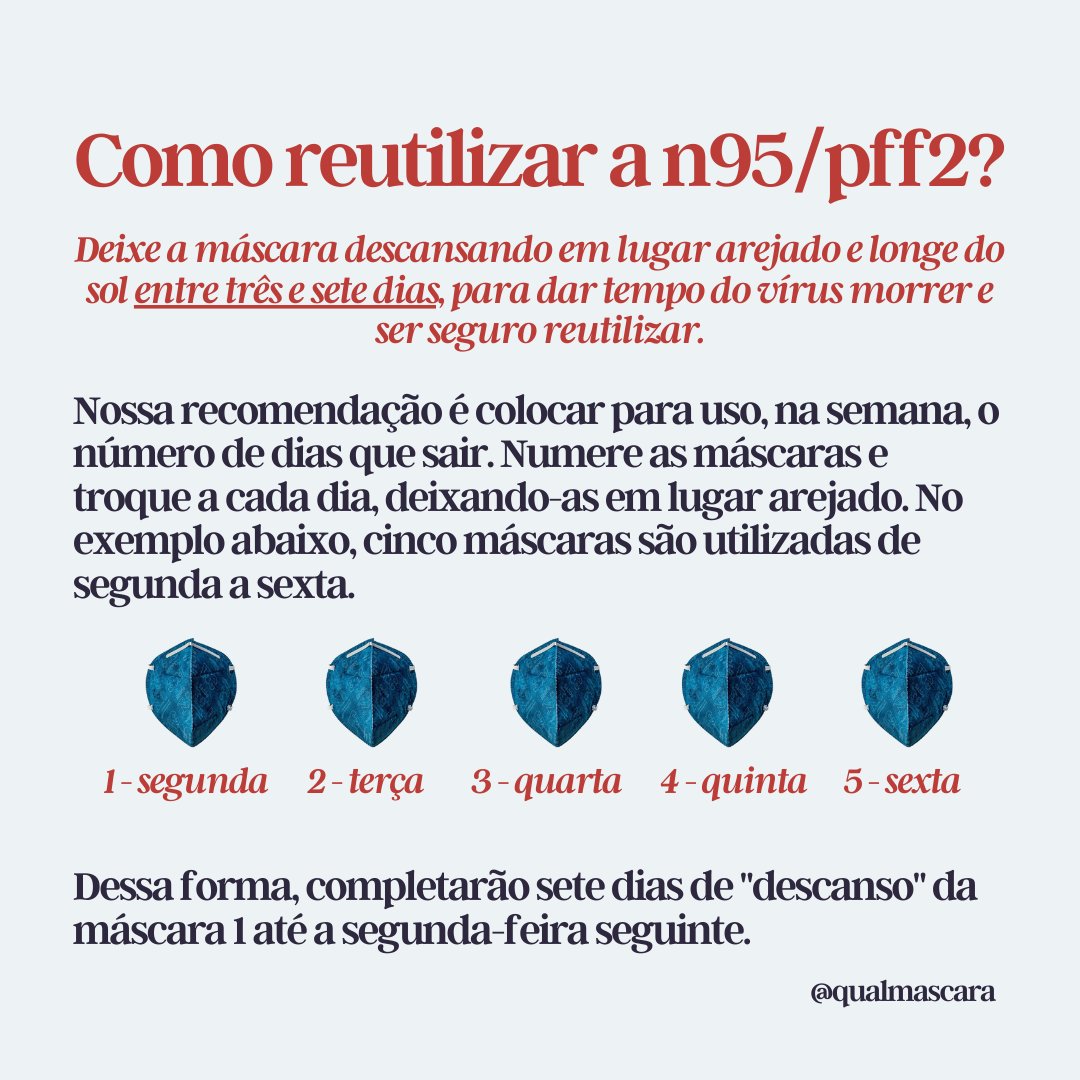 Como reutilizar a n95/pff2?
Deixe a máscara descansando em lugar arejado e longe do
sol entre três e sete dias, para dar tempo do vírus morrer e
ser seguro reutilizar.
Nossa recomendação é colocar para uso, na semana, o
número de dias que sair. Numere as máscaras e
troque a cada dia, deixando-as em lugar arejado. No
exemplo abaixo, cinco máscaras são utilizadas de
segunda a sexta.
1 - segunda 2 - terça 3 - quarta 4 - quinta 5 - sexta
Dessa forma, completarão sete dias de "descanso" da
máscara 1 até a segunda-feira seguinte.
@qualmascara